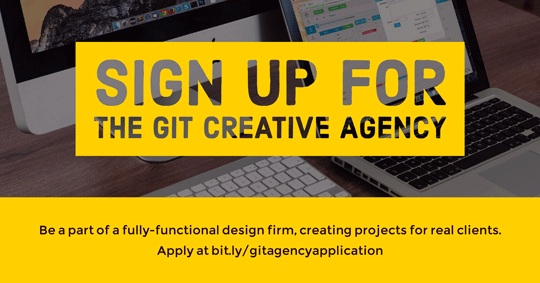 SIGN UP FOR
THE GIT CREATIVE AGENCY
Be a part of a fully-functional design firm, creating projects for real clients.
Apply at bit.ly/gitagencyapplication